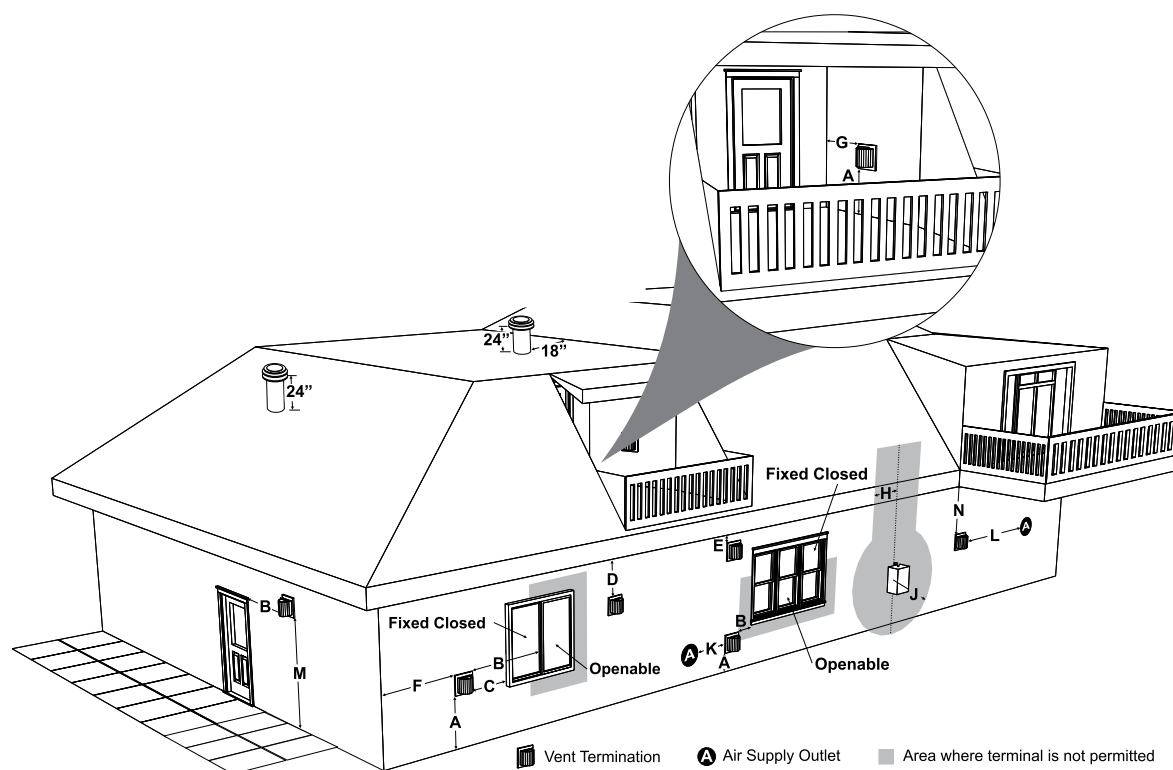 G
A
24”
18”
24”
Fixed Closed
H
N
L
A
E
D
B
J
Fixed Closed
B
K
A
A
B
Openable
Openable
M
F
C
A
Vent Termination
A Air Supply Outlet
Area where terminal is not permitted